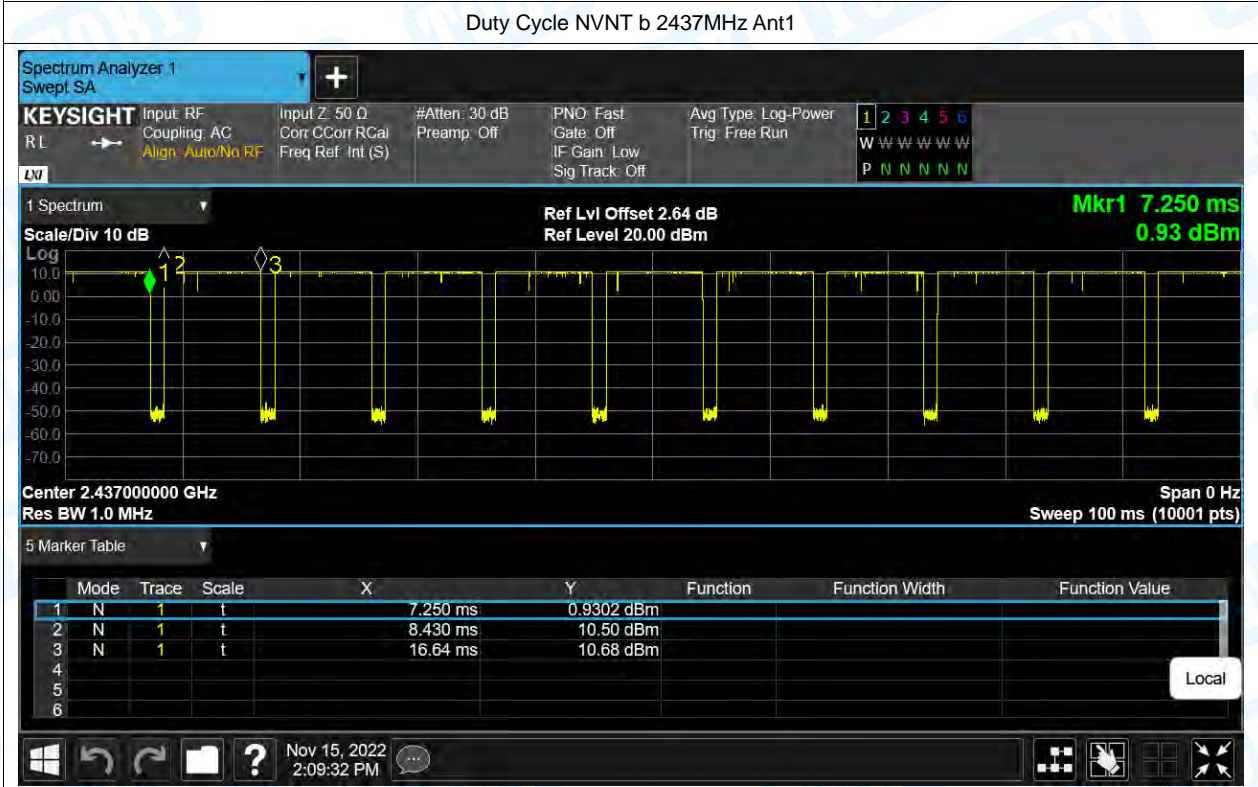 Duty Cycle NVNT b 2437MHz Ant1
Spectrum Analyzer 1
Swept SA
+
KEYSIGHT Input: RF Input Z: 50 Ω #Atten: 30 dB PNO: Fast Avg Type: Log-Power 1 2 3 4 5 6
RL Coupling: AC Corr CCorr RCal Preamp: Off Gate: Off Trig: Free Run W W W W W W
Align: Auto/No RF Freq Ref: Int (S) IF Gain: Low P N N N N N
LXI Sig Track: Off
1 Spectrum Ref Lvl Offset 2.64 dB Mkr1 7.250 ms
Scale/Div 10 dB Ref Level 20.00 dBm 0.93 dBm
Log
1 2 3
10.0
0.00
-10.0
-20.0
-30.0
-40.0
-50.0
-60.0
-70.0
Center 2.437000000 GHz Span 0 Hz
Res BW 1.0 MHz Sweep 100 ms (10001 pts)
5 Marker Table
Mode Trace Scale X Y Function Function Width Function Value
1 N 1 t 7.250 ms 0.9302 dBm
2 N 1 t 8.430 ms 10.50 dBm
3 N 1 t 16.64 ms 10.68 dBm
4
5
6
Local
? Nov 15, 2022
2:09:32 PM